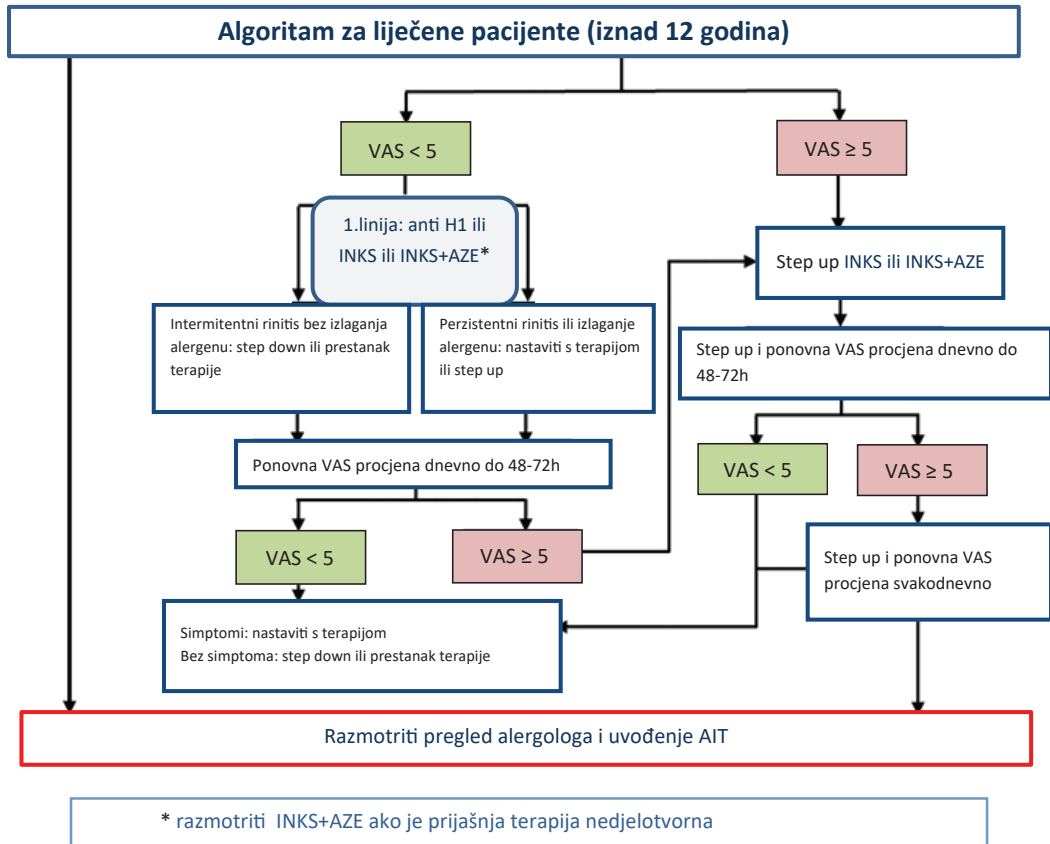 Algoritam za liječene pacijente (iznad 12 godina)
VAS < 5
VAS ≥ 5
1.linija: anti H1 ili
INKS ili INKS+AZE*
Step up INKS ili INKS+AZE
Intermitentni rinitis bez izlaganja
alergenu: step down ili prestanak
terapije
Perzistentni rinitis ili izlaganje
alergenu: nastaviti s terapijom
ili step up
Step up i ponovna VAS procjena dnevno do
48-72h
Ponovna VAS procjena dnevno do 48-72h
VAS < 5
VAS ≥ 5
VAS < 5
VAS ≥ 5
Step up i ponovna VAS
procjena svakodnevno
Simptomi: nastaviti s terapijom
Bez simptoma: step down ili prestanak terapije
Razmotriti pregled alergologa i uvođenje AIT
* razmotriti INKS+AZE ako je prijašnja terapija nedjelotvorna